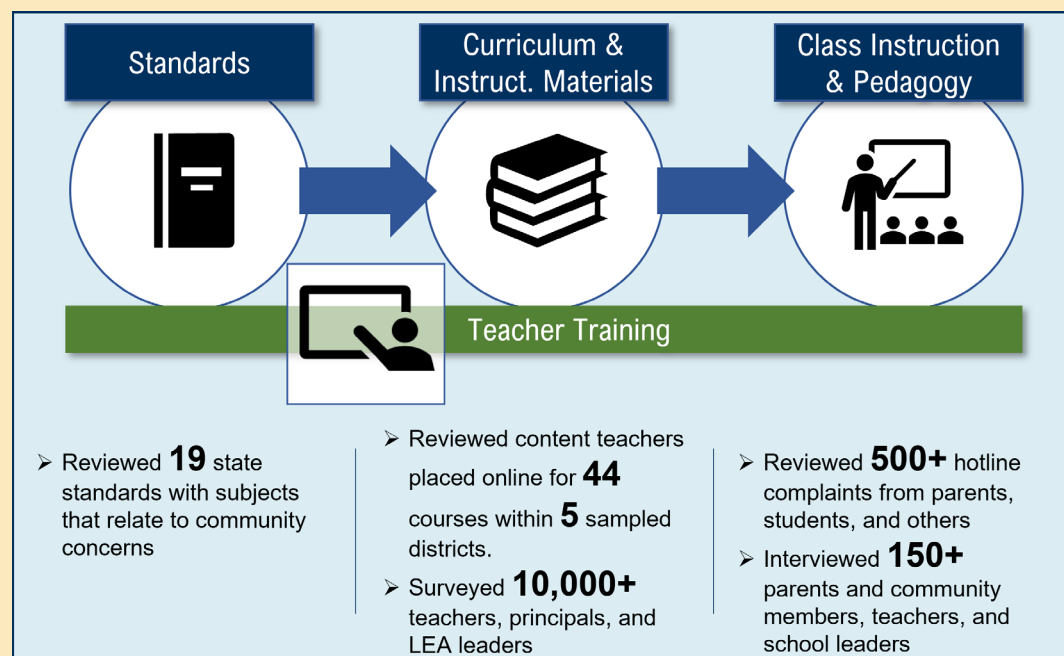 Standards
Curriculum &
Instruct. Materials
Class Instruction
& Pedagogy
Teacher Training
➢ Reviewed 19 state
standards with subjects
that relate to community
concerns
➢ Reviewed content teachers
placed online for 44
courses within 5 sampled
districts.
➢ Surveyed 10,000+
teachers, principals, and
LEA leaders
➢ Reviewed 500+ hotline
complaints from parents,
students, and others
➢ Interviewed 150+
parents and community
members, teachers, and
school leaders